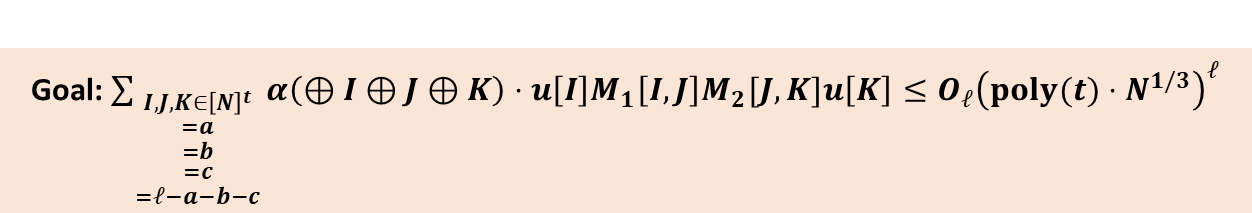 Goal: ∑ I,J,K∈[N]ᵗ α(⊕ I ⊕ J ⊕ K) · u[I]M₁[I,J]M₂[J,K]u[K] ≤ O_ℓ(poly(t) · N^{1/3})^ℓ
=a
=b
=c
=ℓ−a−b−c